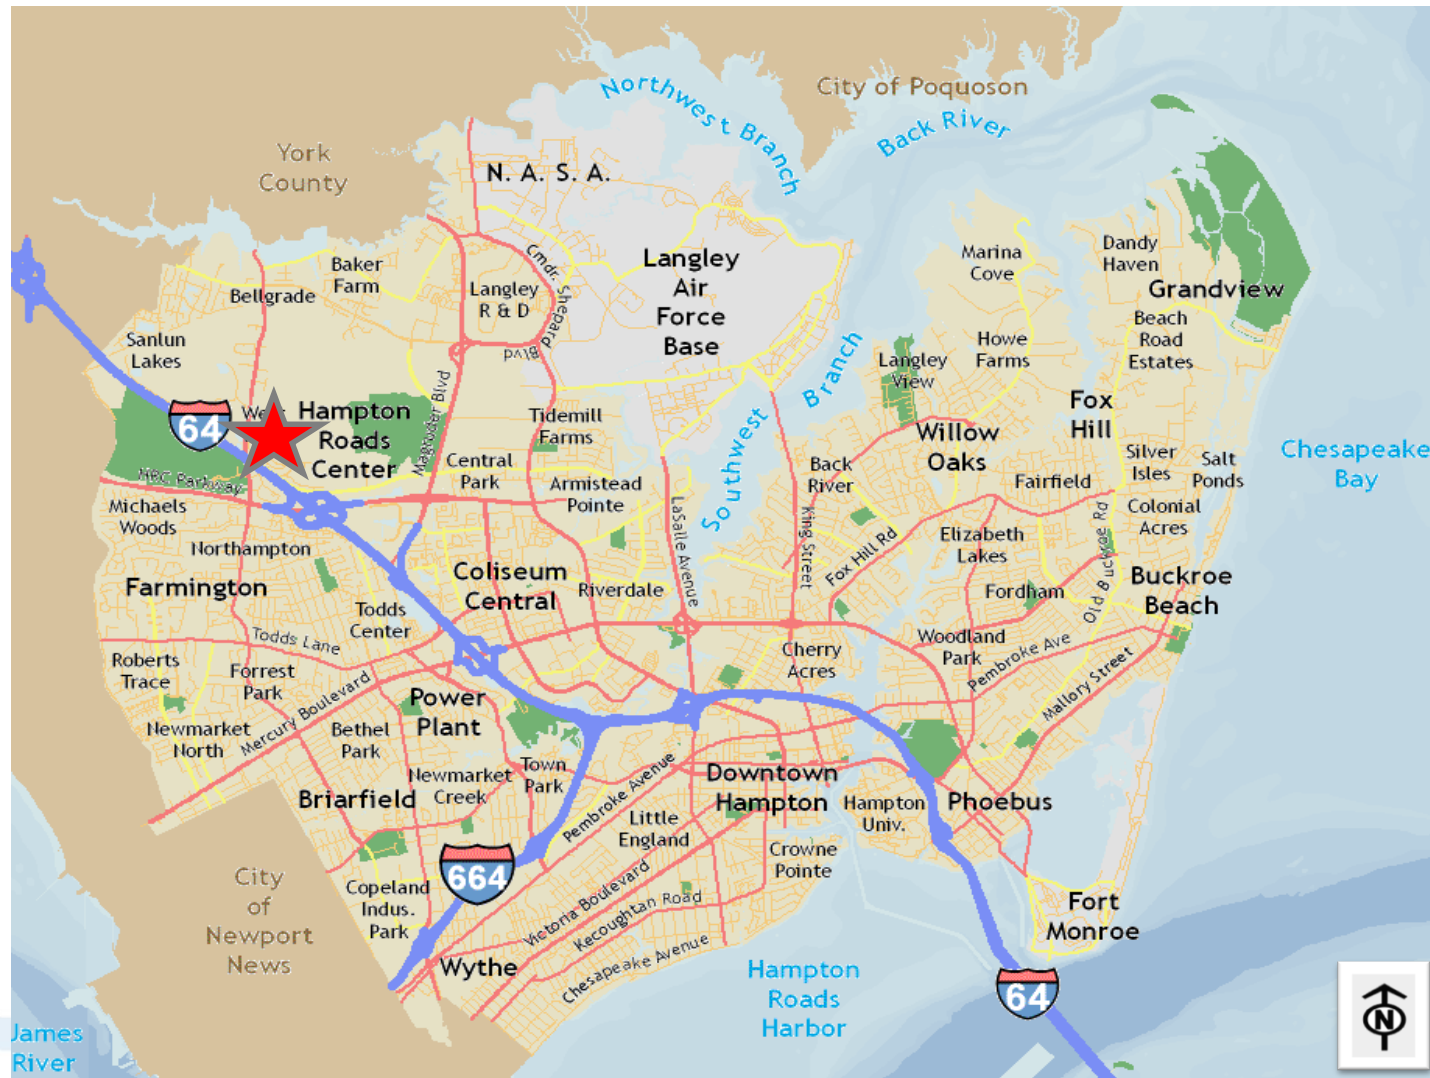 City of Poquoson
Northwest Branch
Back River
York
County
N. A. S. A.
Cmdr. Shepard
Blvd
Langley
Air
Force
Base
Marina
Cove
Dandy
Haven
Grandview
Baker
Farm
Bellgrade
Langley
R & D
Sanlun
Lakes
Beach
Road
Estates
Howe
Farms
Langley
View
Southwest Branch
64
Hampton
Roads
Center
Magruder Blvd
Tidemill
Farms
Fox
Hill
Willow
Oaks
Chesapeake
Bay
HRC Parkway
Central
Park
Armistead
Pointe
Back
River
Fairfield
Silver
Isles
Salt
Ponds
Michaels
Woods
LaSalle Avenue
King Street
Fox Hill Rd
Elizabeth
Lakes
Old Buckroe Rd
Colonial
Acres
Northampton
Farmington
Coliseum
Central
Riverdale
Fordham
Buckroe
Beach
Todds
Center
Todds Lane
Woodland
Park
Pembroke Ave
Cherry
Acres
Mallory Street
Roberts
Trace
Forrest
Park
Mercury Boulevard
Power
Plant
Newmarket
North
Bethel
Park
Newmarket
Creek
Town
Park
Pembroke Avenue
Downtown
Hampton
Briarfield
Little
England
Hampton
Univ.
Phoebus
664
Crowne
Pointe
City
of
Newport
News
Copeland
Indus.
Park
Victoria Boulevard
Kecoughtan Road
Chesapeake Avenue
Wythe
Fort
Monroe
Hampton
Roads
Harbor
64
James
River
N